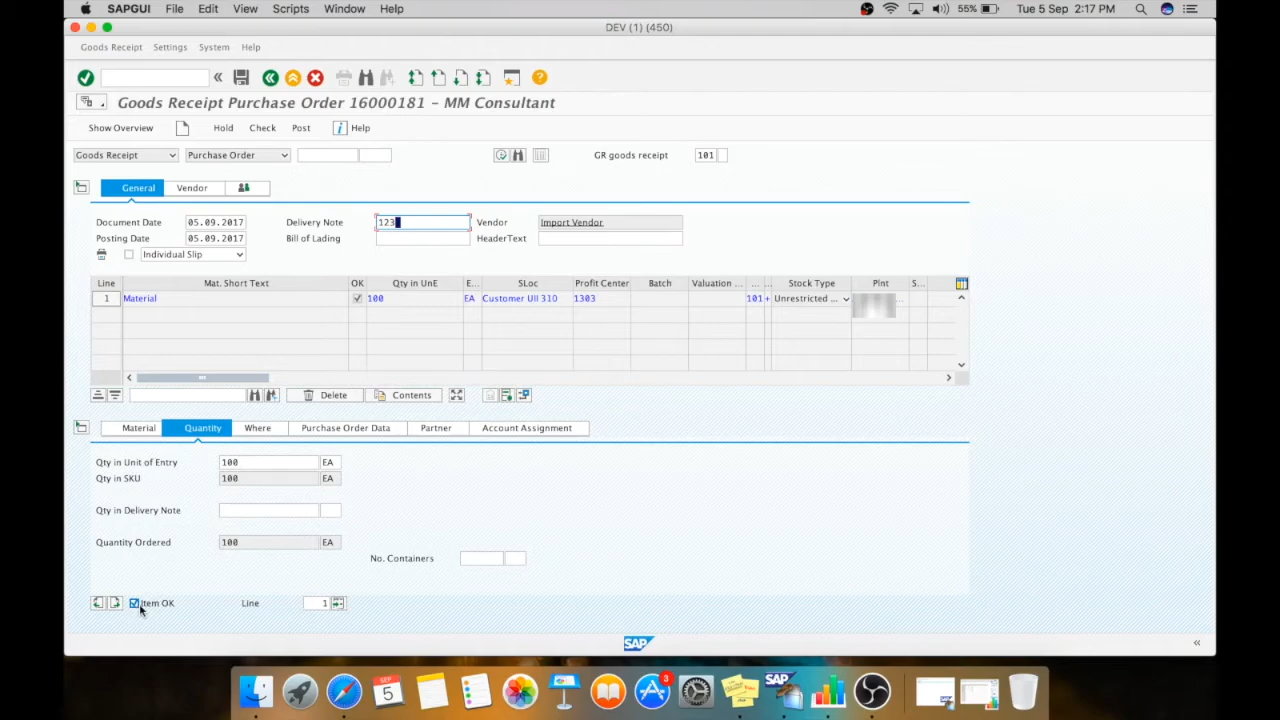 SAPGUI File Edit View Scripts Window Help 55% Tue 5 Sep 2:17 PM
DEV (1) (450)
Goods Receipt Settings System Help
Goods Receipt Purchase Order 16000181 - MM Consultant
Show Overview Hold Check Post Help
Goods Receipt Purchase Order GR goods receipt 101
General Vendor
Document Date 05.09.2017 Delivery Note 123 Vendor Import Vendor
Posting Date 05.09.2017 Bill of Lading HeaderText
Individual Slip
Line Mat. Short Text OK Qty in UnE E... SLoc Profit Center Batch Valuation ... ... Stock Type Plnt S...
1 Material 100 EA Customer UII 310 1303 101 + Unrestricted ... ...
Delete Contents
Material Quantity Where Purchase Order Data Partner Account Assignment
Qty in Unit of Entry 100 EA
Qty in SKU 100 EA
Qty in Delivery Note
Quantity Ordered 100 EA
No. Containers
Item OK Line 1
SAP
SEP
5
3
SAP